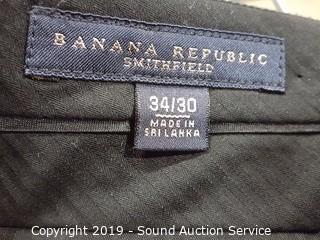 BANANA REPUBLIC
SMITHFIELD
34/30
MADE IN
SRI LANKA
Copyright 2019 - Sound Auction Service